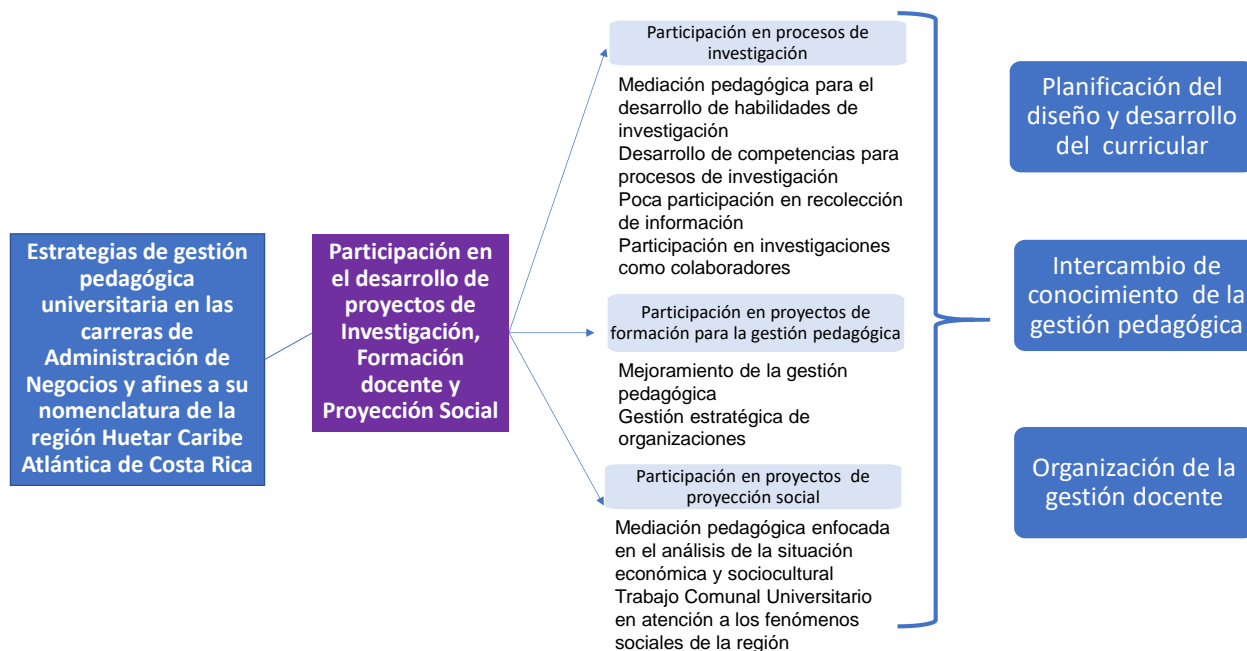 Estrategias de gestión
pedagógica
universitaria en las
carreras de
Administración de
Negocios y afines a su
nomenclatura de la
región Huetar Caribe
Atlántica de Costa Rica
Participación en
el desarrollo de
proyectos de
Investigación,
Formación
docente y
Proyección Social
Participación en procesos de
investigación
Mediación pedagógica para el
desarrollo de habilidades de
investigación
Desarrollo de competencias para
procesos de investigación
Poca participación en recolección
de información
Participación en investigaciones
como colaboradores
Participación en proyectos de
formación para la gestión pedagógica
Mejoramiento de la gestión
pedagógica
Gestión estratégica de
organizaciones
Participación en proyectos de
proyección social
Mediación pedagógica enfocada
en el análisis de la situación
económica y sociocultural
Trabajo Comunal Universitario
en atención a los fenómenos
sociales de la región
Planificación del
diseño y desarrollo
del curricular
Intercambio de
conocimiento de la
gestión pedagógica
Organización de la
gestión docente